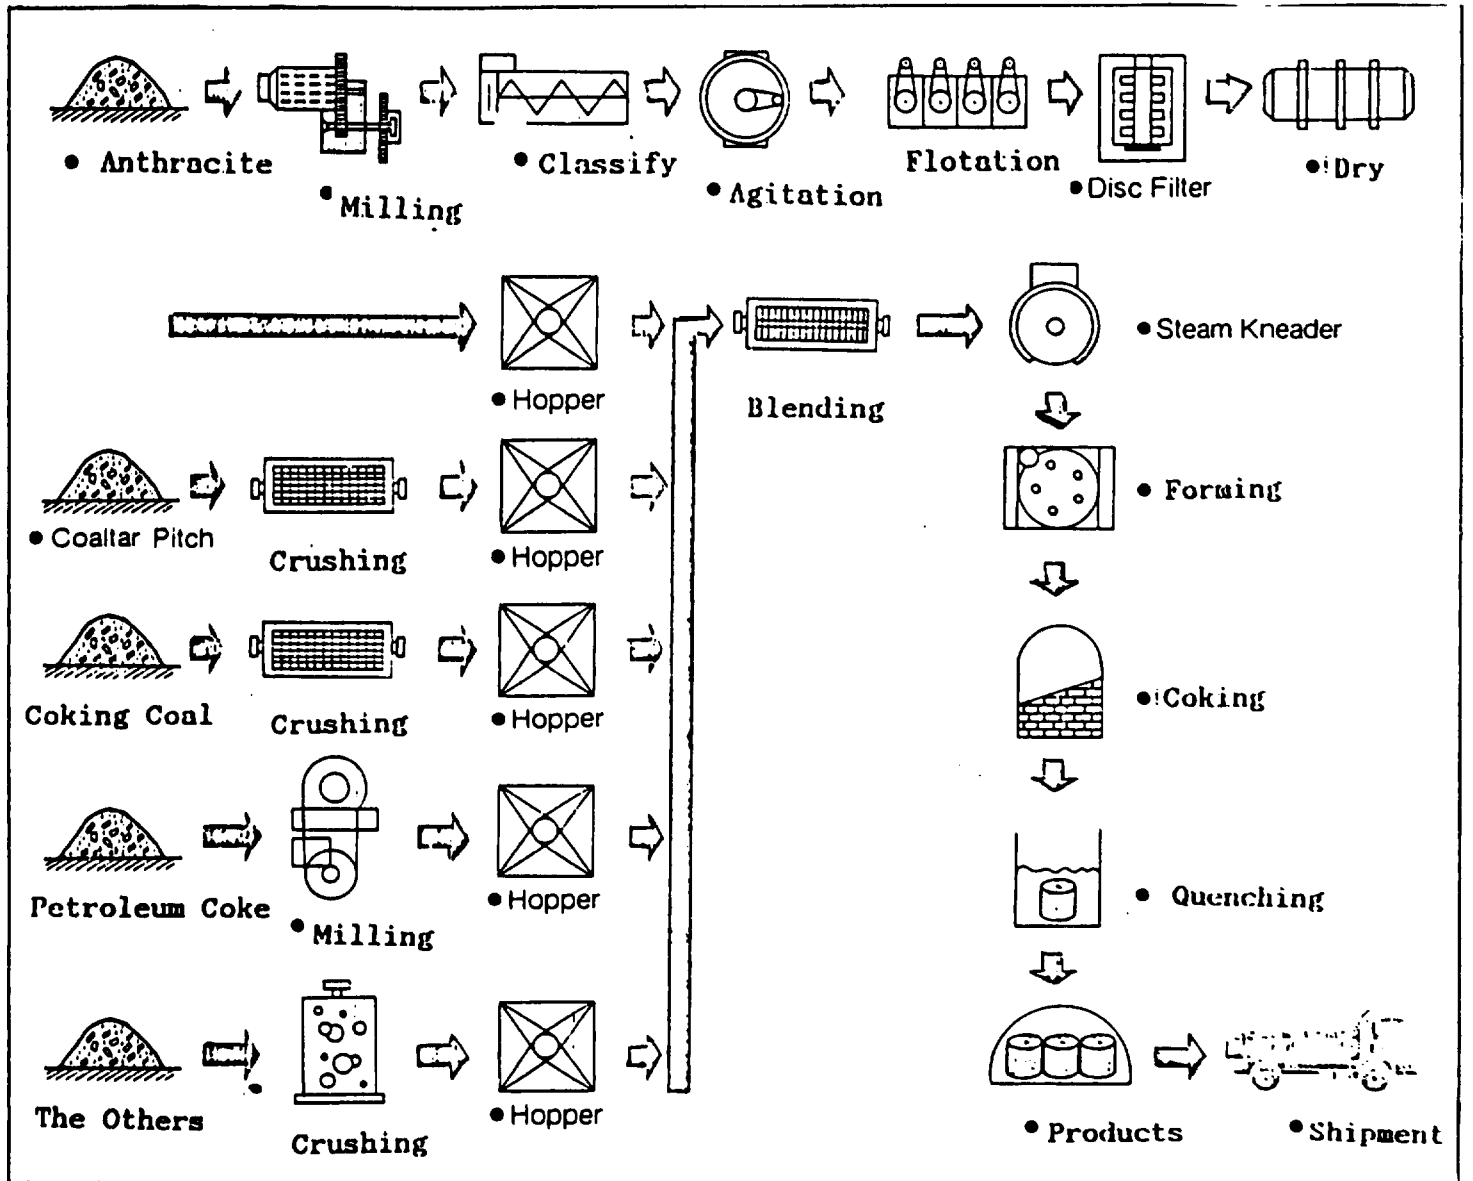 ● Anthracite
● Milling
● Classify
● Agitation
Flotation
● Disc Filter
● Dry
● Hopper
Blending
● Steam Kneader
● Coaltar Pitch
Crushing
● Hopper
● Forming
Coking Coal
Crushing
● Hopper
● Coking
Petroleum Coke
● Milling
● Hopper
● Quenching
The Others
Crushing
● Hopper
● Products
● Shipment